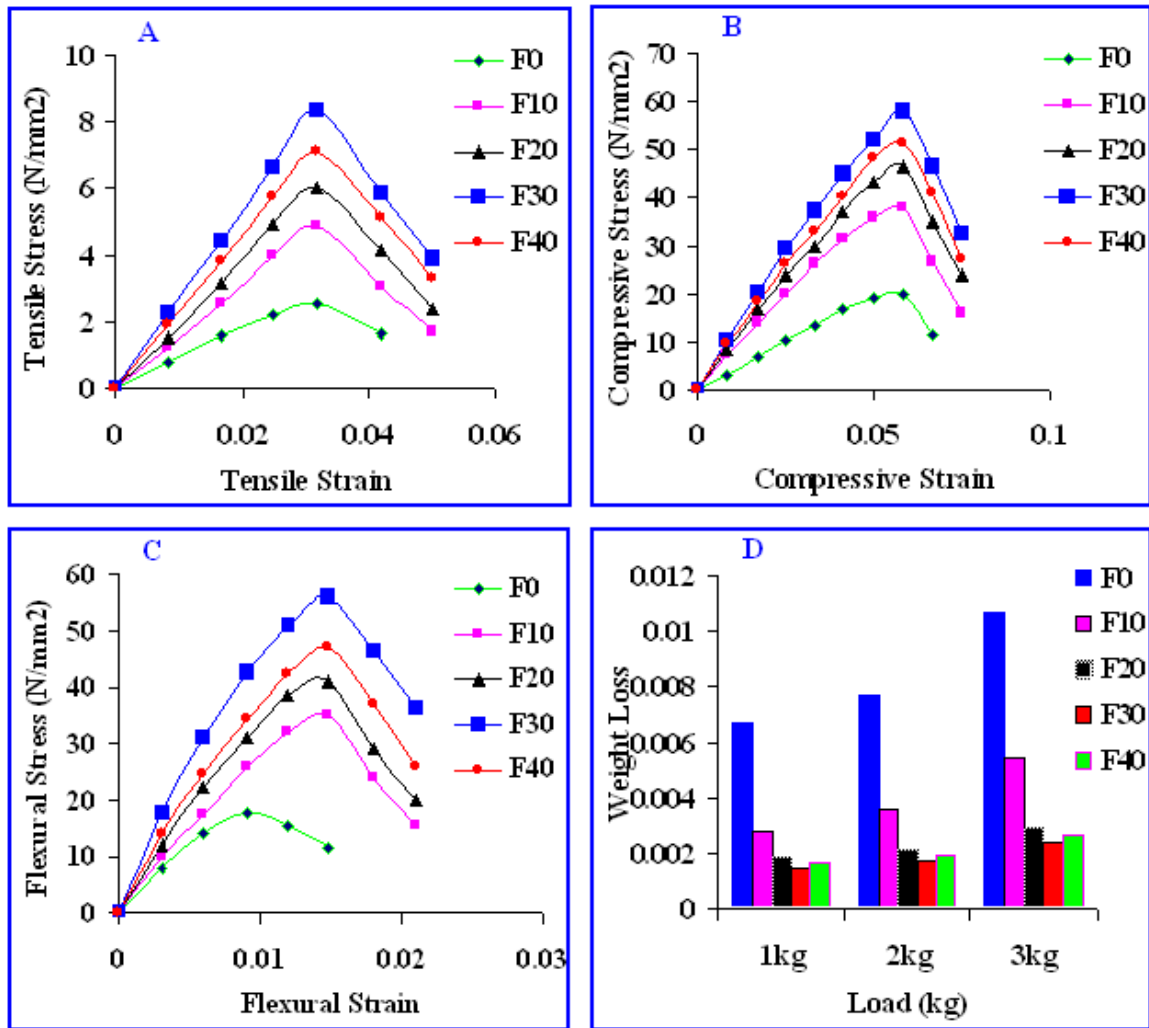 A
Tensile Stress (N/mm2)
10
8
6
4
2
0
0 0.02 0.04 0.06
Tensile Strain
F0
F10
F20
F30
F40
B
Compressive Stress (N/mm2)
70
60
50
40
30
20
10
0
0 0.05 0.1
Compressive Strain
F0
F10
F20
F30
F40
C
Flexural Stress (N/mm2)
60
50
40
30
20
10
0
0 0.01 0.02 0.03
Flexural Strain
F0
F10
F20
F30
F40
D
Weight Loss
0.012
0.01
0.008
0.006
0.004
0.002
0
1kg 2kg 3kg
Load (kg)
F0
F10
F20
F30
F40